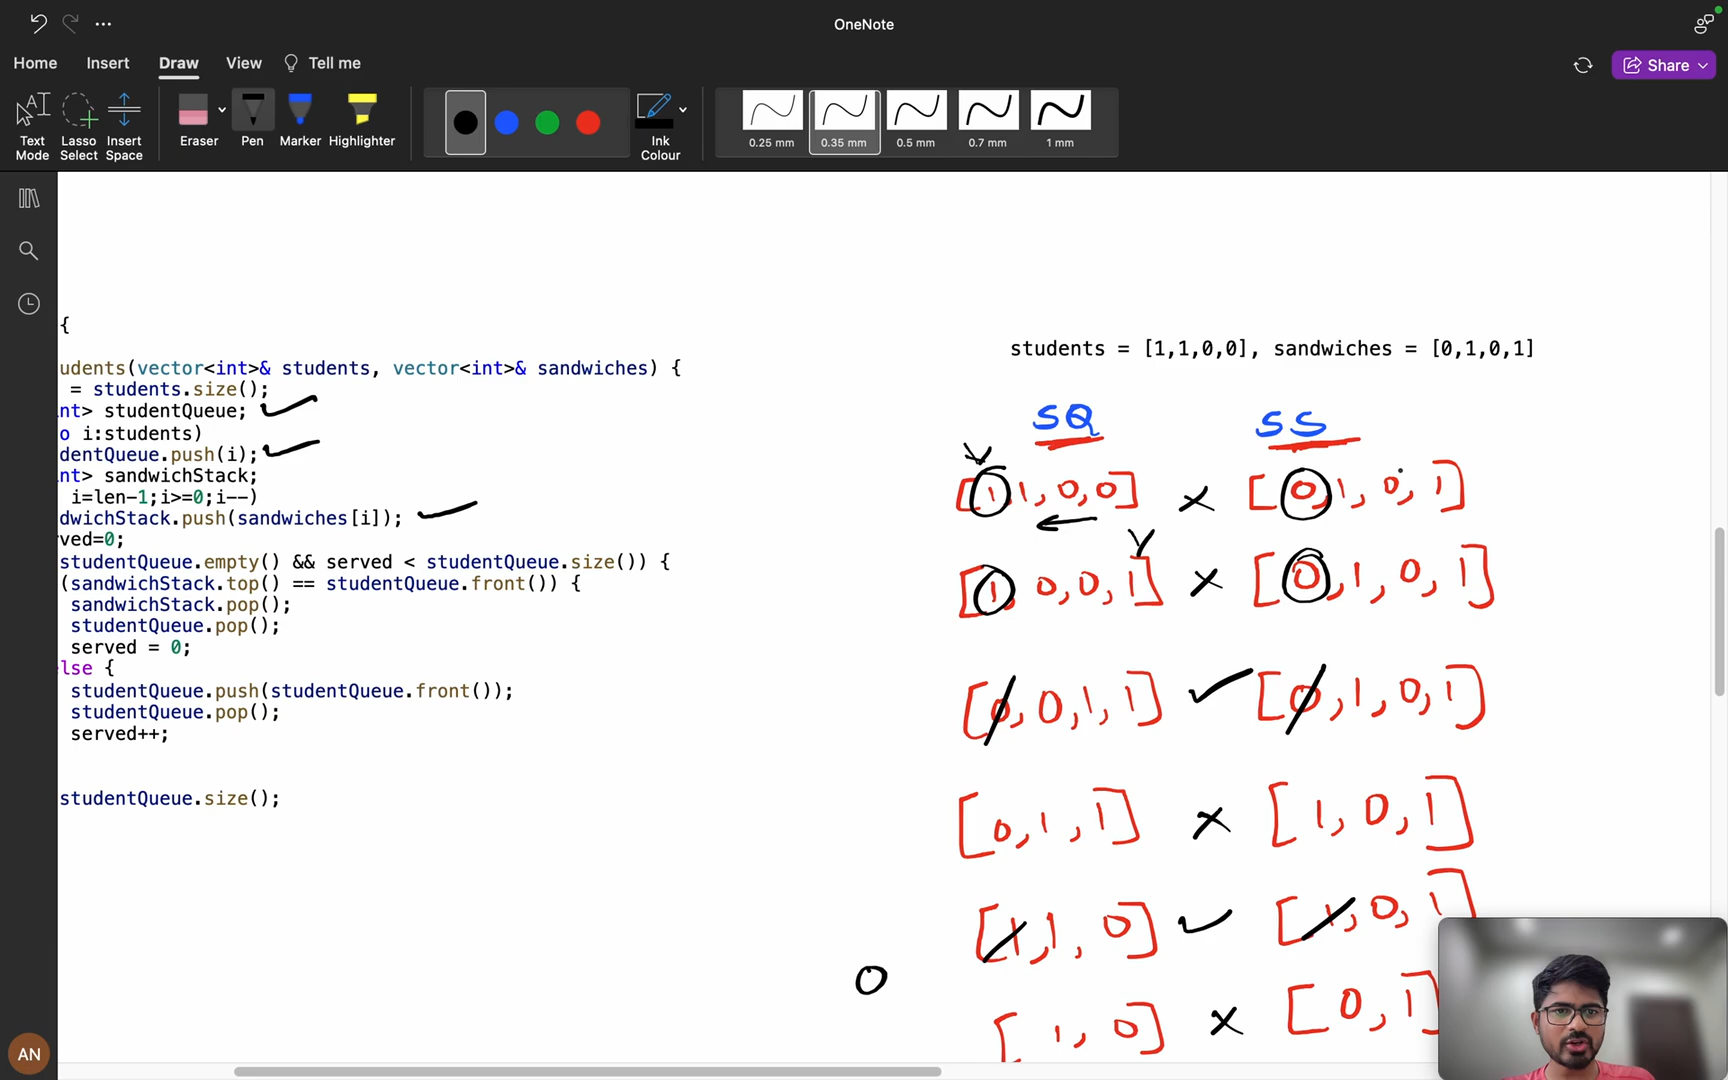 OneNote
Home Insert Draw View Tell me
Share
Text Mode
Lasso Select
Insert Space
Eraser
Pen
Marker
Highlighter
Ink Colour
0.25 mm
0.35 mm
0.5 mm
0.7 mm
1 mm
{
udents(vector<int>& students, vector<int>& sandwiches) {
= students.size();
nt> studentQueue;
o i:students)
dentQueue.push(i);
nt> sandwichStack;
i=len-1;i>=0;i--)
dwichStack.push(sandwiches[i]);
ved=0;
studentQueue.empty() && served < studentQueue.size()) {
(sandwichStack.top() == studentQueue.front()) {
sandwichStack.pop();
studentQueue.pop();
served = 0;
lse {
studentQueue.push(studentQueue.front());
studentQueue.pop();
served++;
studentQueue.size();
students = [1,1,0,0], sandwiches = [0,1,0,1]
SQ SS
[1,1,0,0] x [0,1,0,1]
[1,0,0,1] x [0,1,0,1]
[0,0,1,1] ✓ [0,1,0,1]
[0,1,1] x [1,0,1]
[1,1,0] ✓ [1,0,1]
0
[1,0] x [0,1]
AN